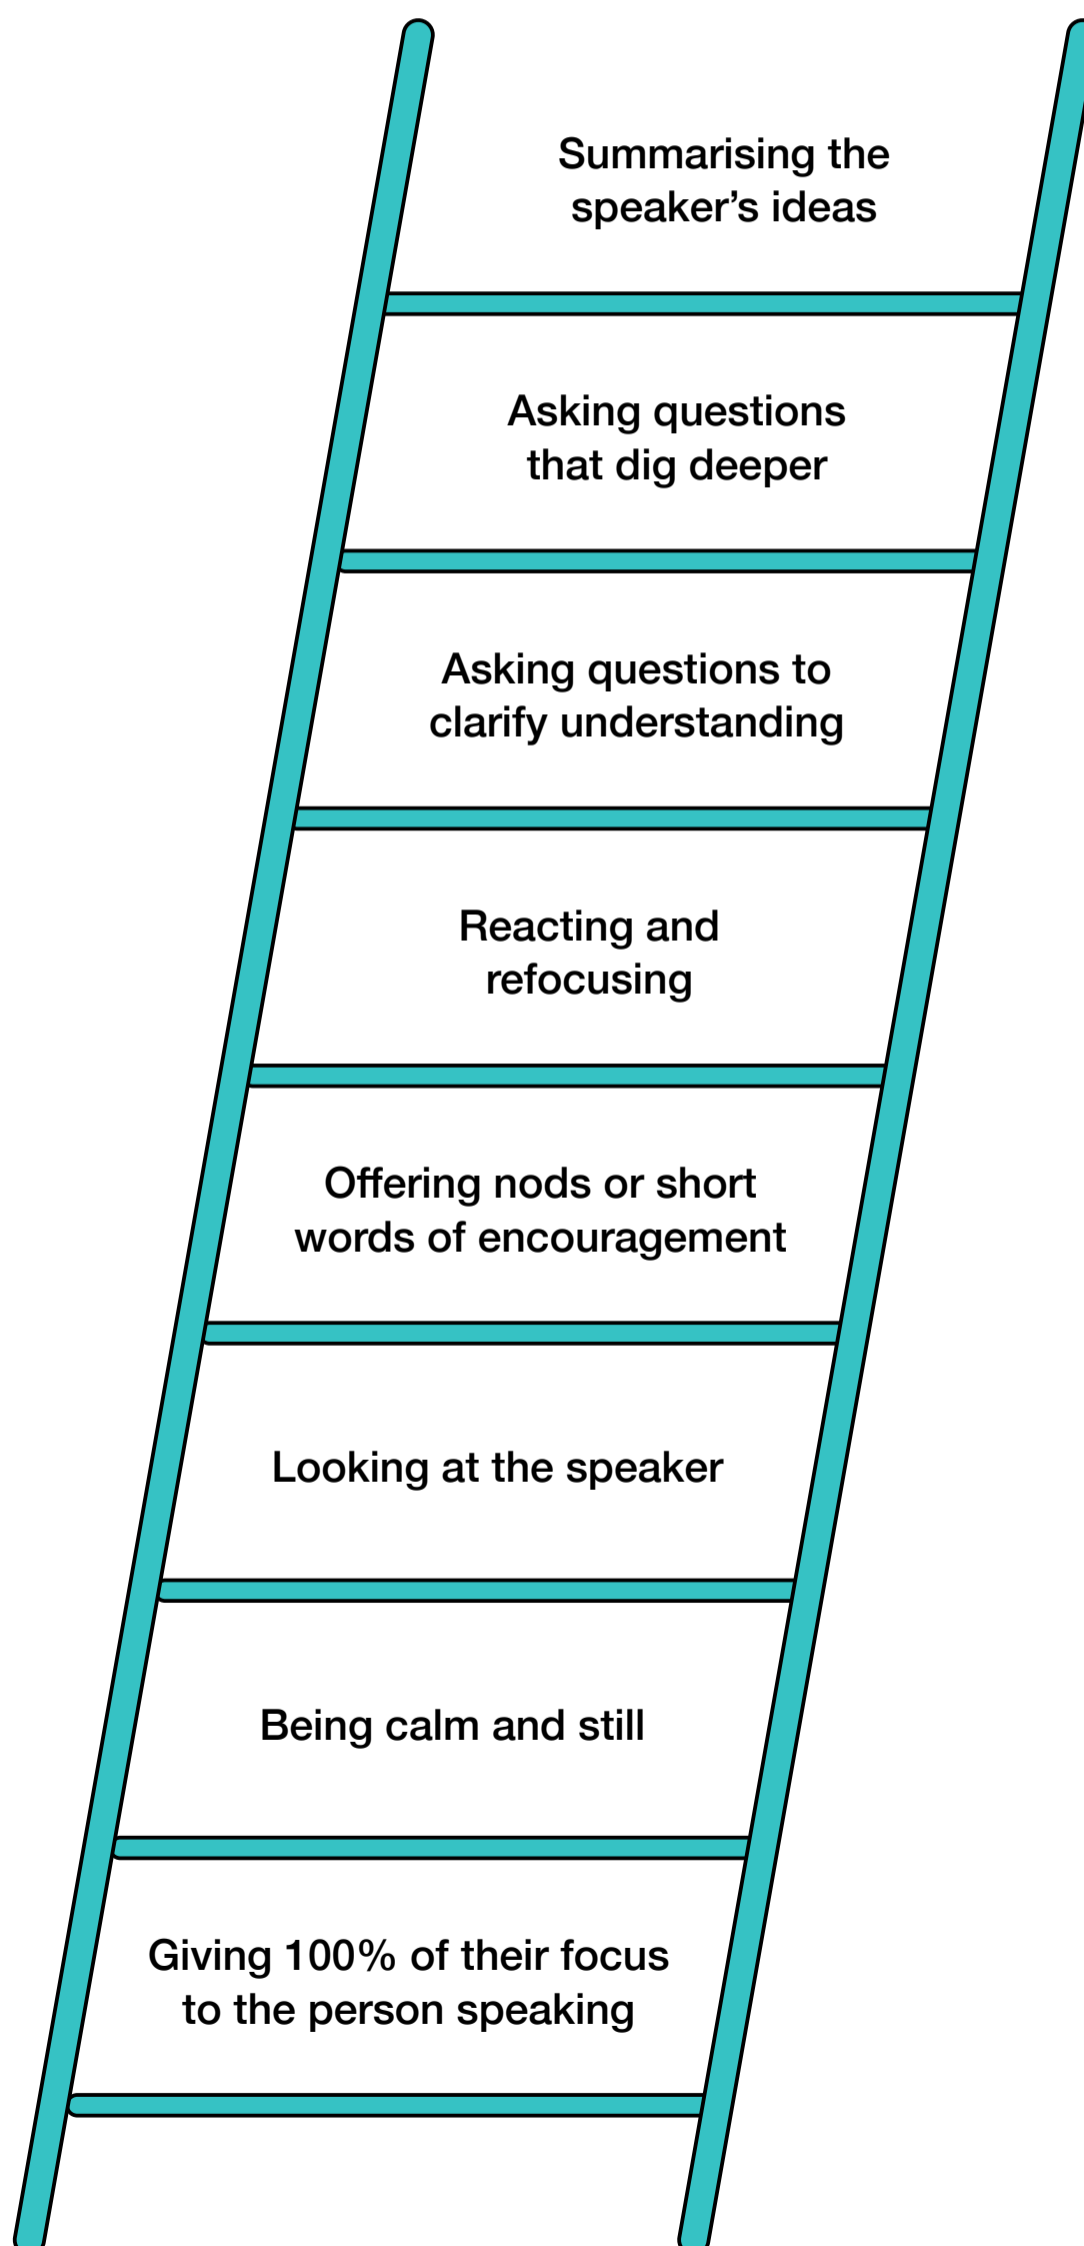 Summarising the
speaker’s ideas
Asking questions
that dig deeper
Asking questions to
clarify understanding
Reacting and
refocusing
Offering nods or short
words of encouragement
Looking at the speaker
Being calm and still
Giving 100% of their focus
to the person speaking